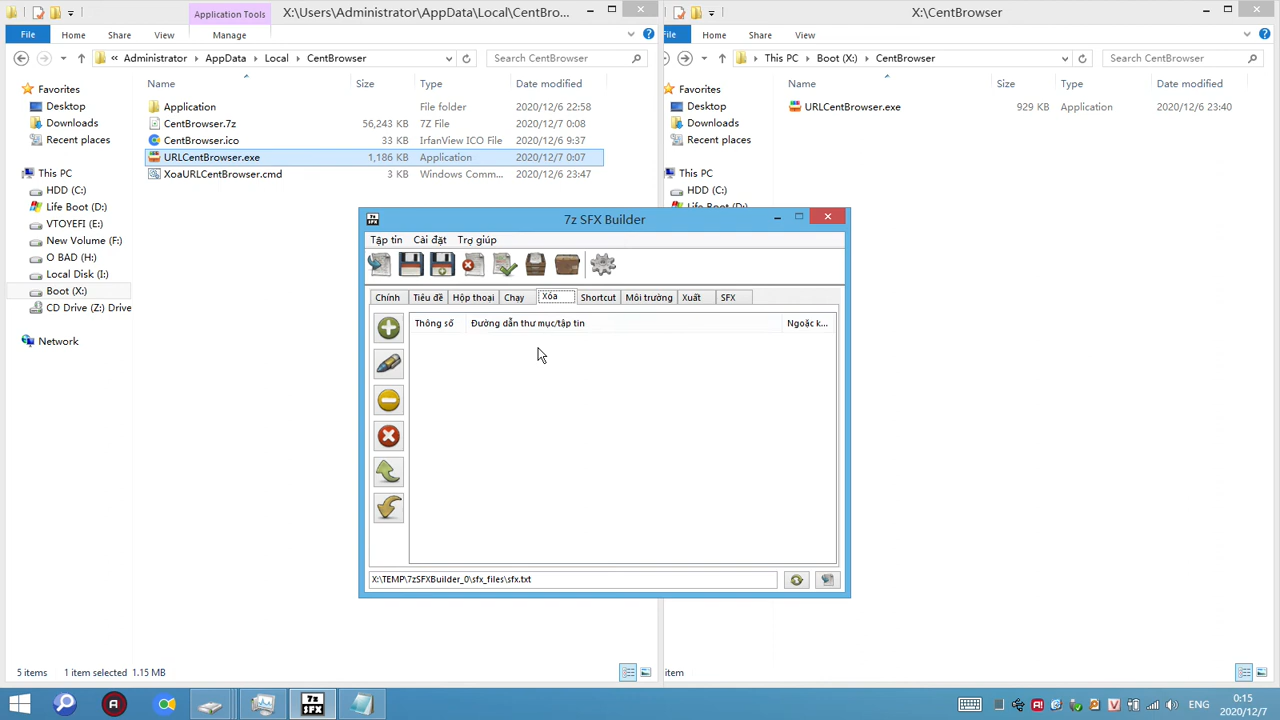 Application Tools
X:\Users\Administrator\AppData\Local\CentBro...
File
Home
Share
View
Manage
Administrator
AppData
Local
CentBrowser
Search CentBrowser
Favorites
Desktop
Downloads
Recent places
This PC
HDD (C:)
Life Boot (D:)
VTOYEFI (E:)
New Volume (F:)
O BAD (H:)
Local Disk (I:)
Boot (X:)
CD Drive (Z:) Drive
Network
Name
Size
Type
Date modified
Application
File folder
2020/12/6 22:58
CentBrowser.7z
56,243 KB
7Z File
2020/12/7 0:08
CentBrowser.ico
33 KB
IrfanView ICO File
2020/12/6 9:37
URLCentBrowser.exe
1,186 KB
Application
2020/12/7 0:07
XoaURLCentBrowser.cmd
3 KB
Windows Comm...
2020/12/6 23:47
5 items
1 item selected 1.15 MB
X:\CentBrowser
File
Home
Share
View
This PC
Boot (X:)
CentBrowser
Search CentBrowser
Favorites
Desktop
Downloads
Recent places
This PC
HDD (C:)
Name
Size
Type
Date modified
URLCentBrowser.exe
929 KB
Application
2020/12/6 23:40
item
7z SFX Builder
Tập tin
Cài đặt
Trợ giúp
Chính
Tiêu đề
Hộp thoại
Chạy
Xóa
Shortcut
Môi trường
Xuất
SFX
Thông số
Đường dẫn thư mục/tập tin
Ngoặc k...
X:\TEMP\7zSFXBuilder_0\sfx_files\sfx.txt
7z
SFX
ENG
0:15
2020/12/7